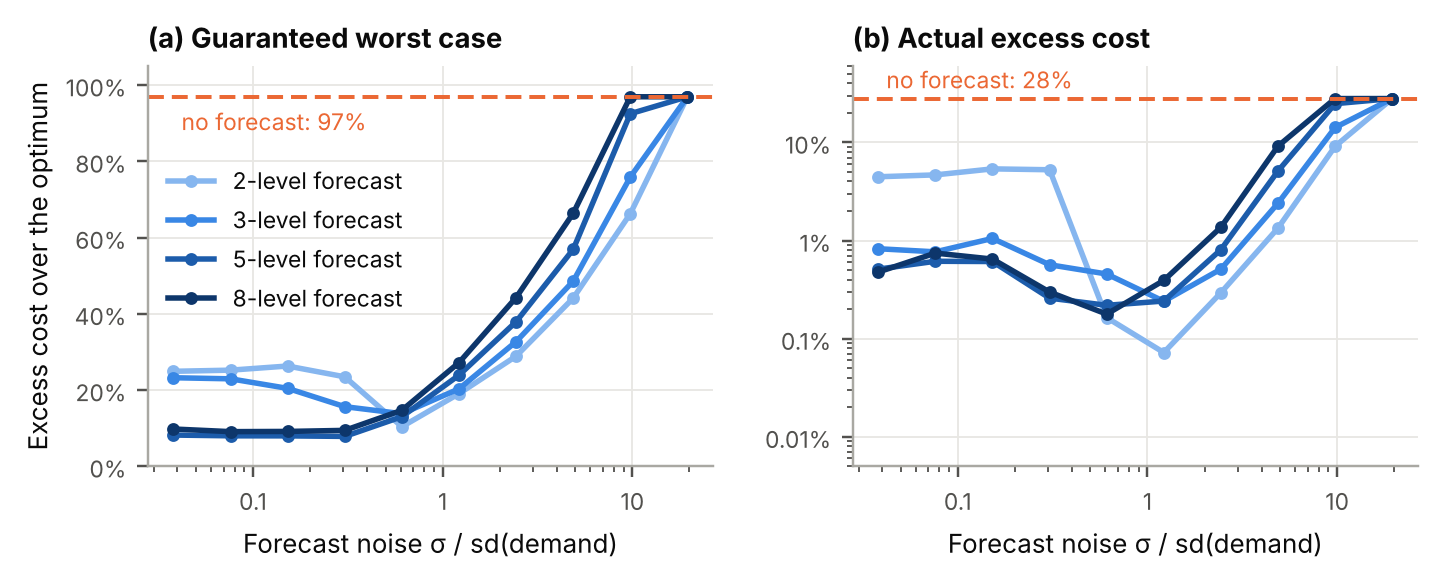 (a) Guaranteed worst case
Excess cost over the optimum
100%
80%
60%
40%
20%
0%
no forecast: 97%
2-level forecast
3-level forecast
5-level forecast
8-level forecast
0.1
1
10
Forecast noise σ / sd(demand)
(b) Actual excess cost
no forecast: 28%
10%
1%
0.1%
0.01%
0.1
1
10
Forecast noise σ / sd(demand)